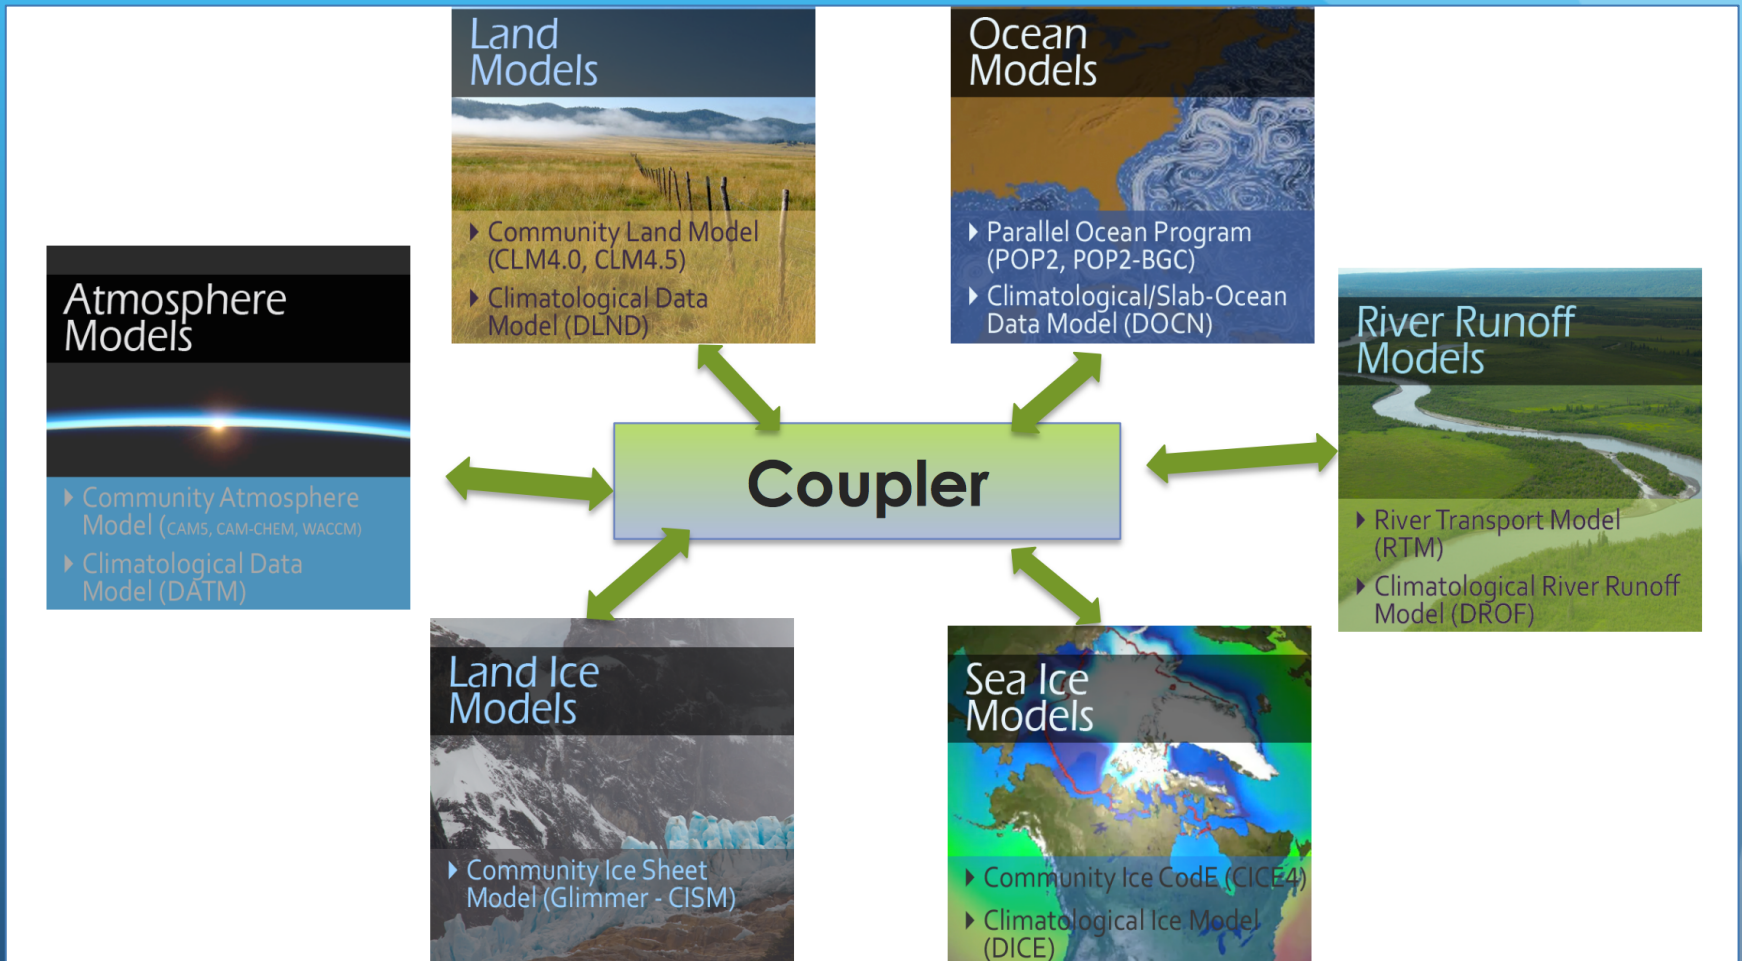 Land
Models
▸ Community Land Model
(CLM4.0, CLM4.5)
▸ Climatological Data
Model (DLND)
Ocean
Models
▸ Parallel Ocean Program
(POP2, POP2-BGC)
▸ Climatological/Slab-Ocean
Data Model (DOCN)
Atmosphere
Models
▸ Community Atmosphere
Model (CAM5, CAM-CHEM, WACCM)
▸ Climatological Data
Model (DATM)
Coupler
River Runoff
Models
▸ River Transport Model
(RTM)
▸ Climatological River Runoff
Model (DROF)
Land Ice
Models
▸ Community Ice Sheet
Model (Glimmer - CISM)
Sea Ice
Models
▸ Community Ice CodE (CICE4)
▸ Climatological Ice Model
(DICE)